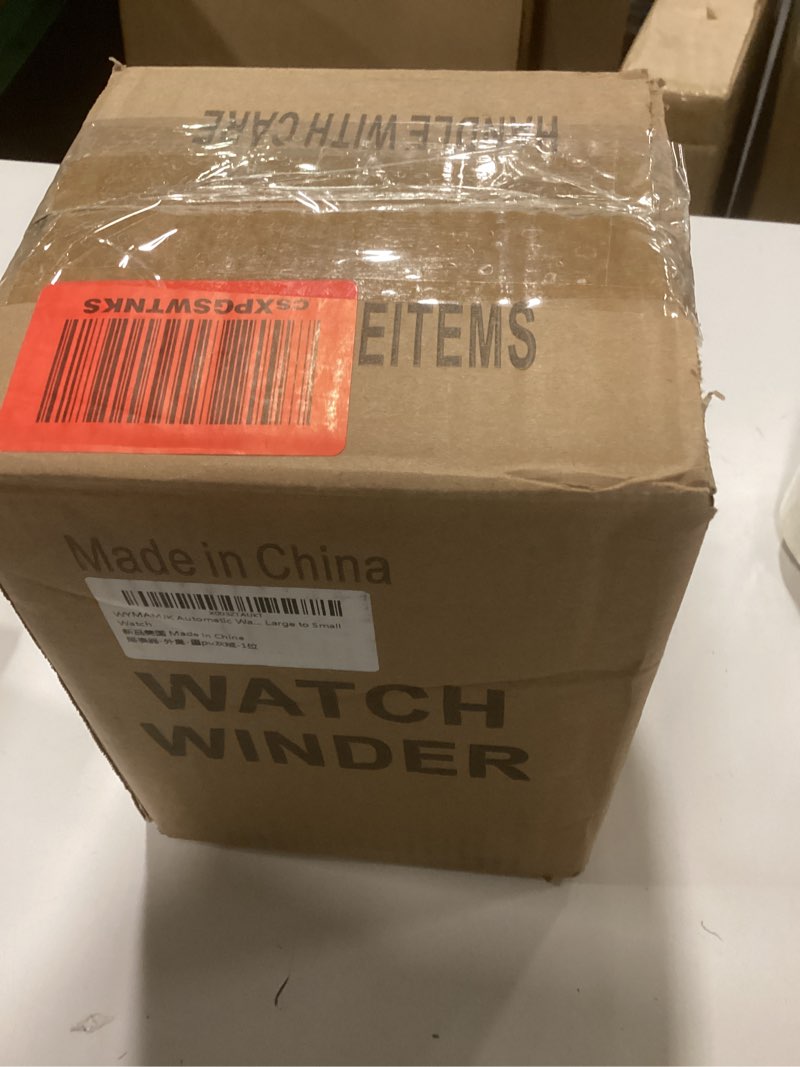 HANDLE WITH CARE
csXPGSWTNKS
EITEMS
Made in China
Automatic Wa... Large to Small
Watch
Made in China
WATCH
WINDER